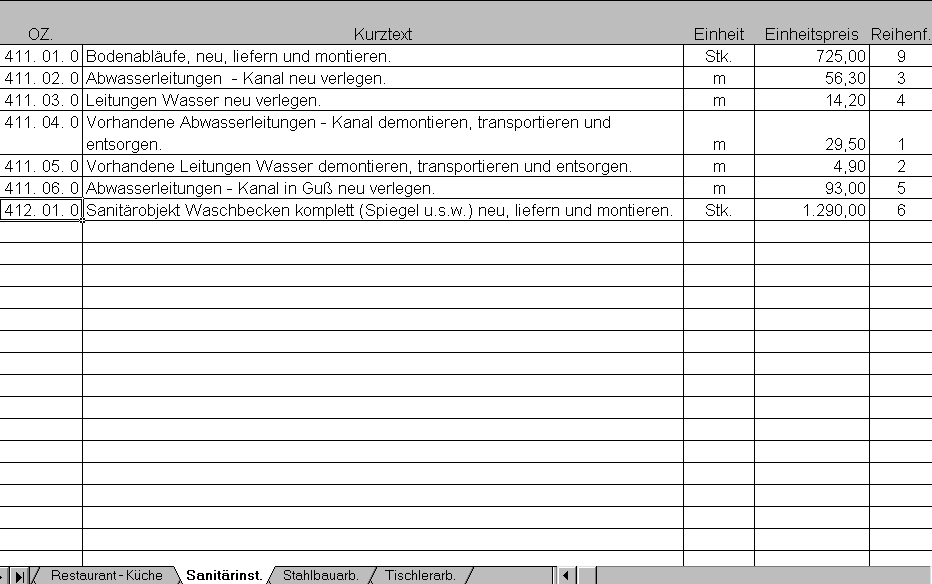 OZ. Kurztext Einheit Einheitspreis Reihenf.
411. 01. 0 Bodenabläufe, neu, liefern und montieren. Stk. 725,00 9
411. 02. 0 Abwasserleitungen - Kanal neu verlegen. m 56,30 3
411. 03. 0 Leitungen Wasser neu verlegen. m 14,20 4
411. 04. 0 Vorhandene Abwasserleitungen - Kanal demontieren, transportieren und
entsorgen. m 29,50 1
411. 05. 0 Vorhandene Leitungen Wasser demontieren, transportieren und entsorgen. m 4,90 2
411. 06. 0 Abwasserleitungen - Kanal in Guß neu verlegen. m 93,00 5
412. 01. 0 Sanitärobjekt Waschbecken komplett (Spiegel u.s.w.) neu, liefern und montieren. Stk. 1.290,00 6
Restaurant-Küche Sanitärinst. Stahlbauarb. Tischlerarb.